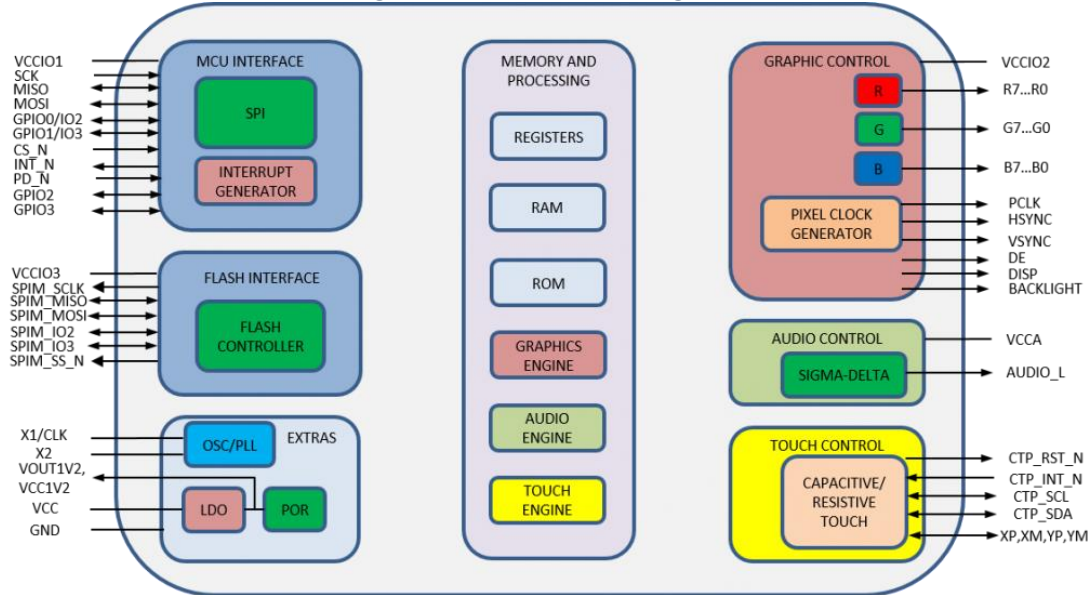 VCCIO1
SCK
MISO
MOSI
GPIO0/IO2
GPIO1/IO3
CS_N
INT_N
PD_N
GPIO2
GPIO3
MCU INTERFACE
SPI
INTERRUPT
GENERATOR
VCCIO3
SPIM_SCLK
SPIM_MISO
SPIM_MOSI
SPIM_IO2
SPIM_IO3
SPIM_SS_N
FLASH INTERFACE
FLASH
CONTROLLER
X1/CLK
X2
VOUT1V2,
VCC1V2
VCC
GND
OSC/PLL
EXTRAS
LDO
POR
MEMORY AND
PROCESSING
REGISTERS
RAM
ROM
GRAPHICS
ENGINE
AUDIO
ENGINE
TOUCH
ENGINE
GRAPHIC CONTROL
R
G
B
PIXEL CLOCK
GENERATOR
VCCIO2
R7...R0
G7...G0
B7...B0
PCLK
HSYNC
VSYNC
DE
DISP
BACKLIGHT
AUDIO CONTROL
SIGMA-DELTA
VCCA
AUDIO_L
TOUCH CONTROL
CAPACITIVE/
RESISTIVE
TOUCH
CTP_RST_N
CTP_INT_N
CTP_SCL
CTP_SDA
XP,XM,YP,YM